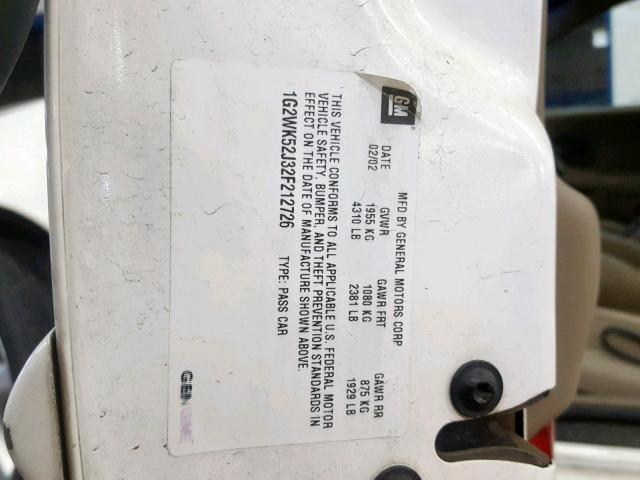 GM
MFD BY GENERAL MOTORS CORP
DATE GVWR GAWR FRT GAWR RR
02/02 1955 KG 1080 KG 875 KG
4310 LB 2381 LB 1929 LB
THIS VEHICLE CONFORMS TO ALL APPLICABLE U.S. FEDERAL MOTOR
VEHICLE SAFETY, BUMPER, AND THEFT PREVENTION STANDARDS IN
EFFECT ON THE DATE OF MANUFACTURE SHOWN ABOVE.
1G2WK52J32F212726 TYPE: PASS CAR